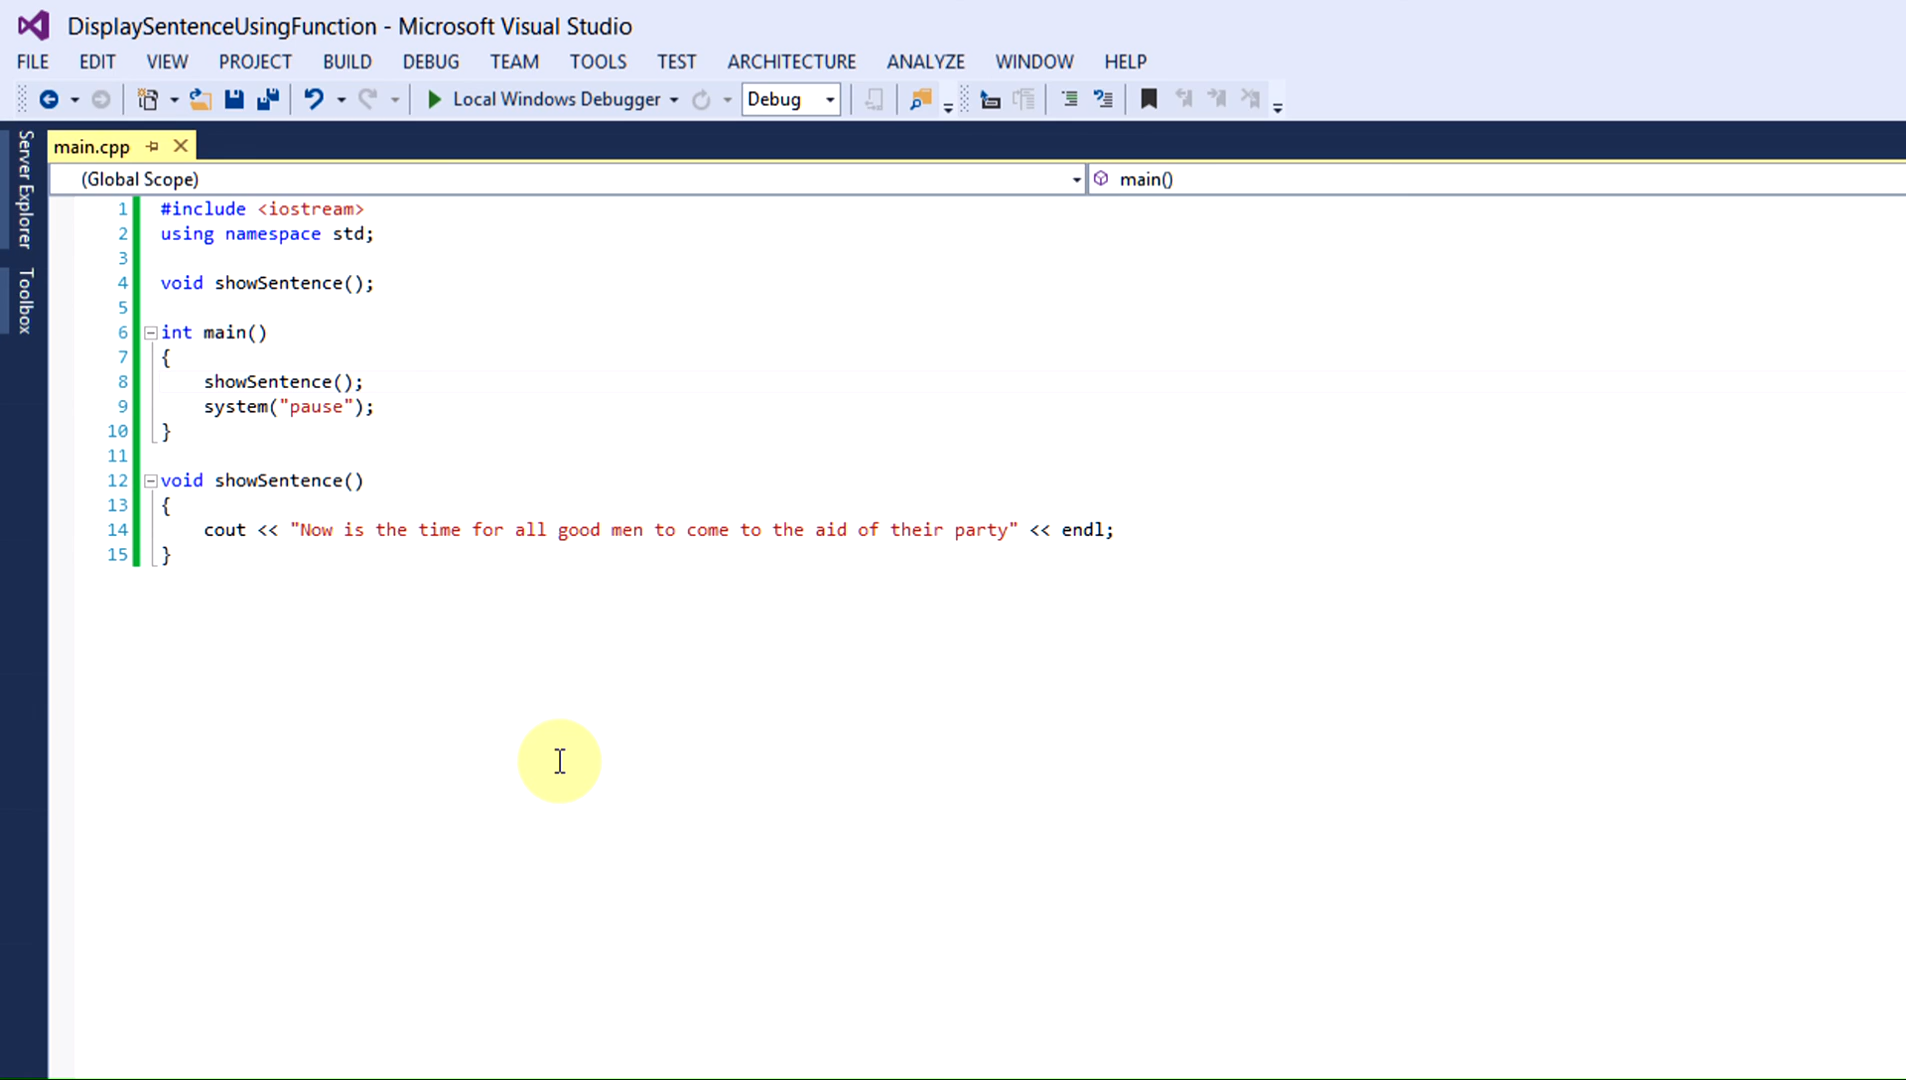 DisplaySentenceUsingFunction - Microsoft Visual Studio
FILE EDIT VIEW PROJECT BUILD DEBUG TEAM TOOLS TEST ARCHITECTURE ANALYZE WINDOW HELP
Local Windows Debugger Debug
Server Explorer
Toolbox
main.cpp
(Global Scope) main()
1 #include <iostream>
2 using namespace std;
3
4 void showSentence();
5
6 int main()
7 {
8 showSentence();
9 system("pause");
10 }
11
12 void showSentence()
13 {
14 cout << "Now is the time for all good men to come to the aid of their party" << endl;
15 }